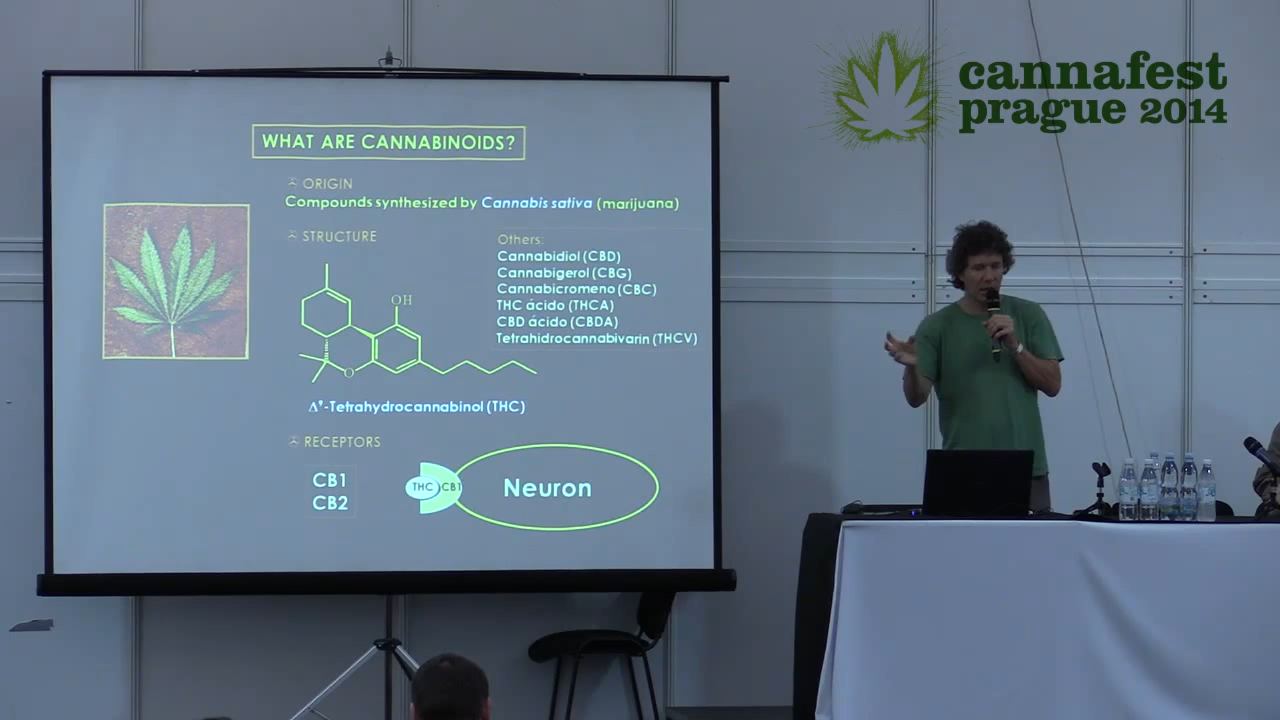 cannafest
prague 2014
WHAT ARE CANNABINOIDS?
ORIGIN
Compounds synthesized by Cannabis sativa (marijuana)
STRUCTURE
Others:
Cannabidiol (CBD)
Cannabigerol (CBG)
Cannabicromeno (CBC)
THC ácido (THCA)
CBD ácido (CBDA)
Tetrahidrocannabivarin (THCV)
OH
O
Δ⁹-Tetrahydrocannabinol (THC)
RECEPTORS
CB1
CB2
THC CB1
Neuron